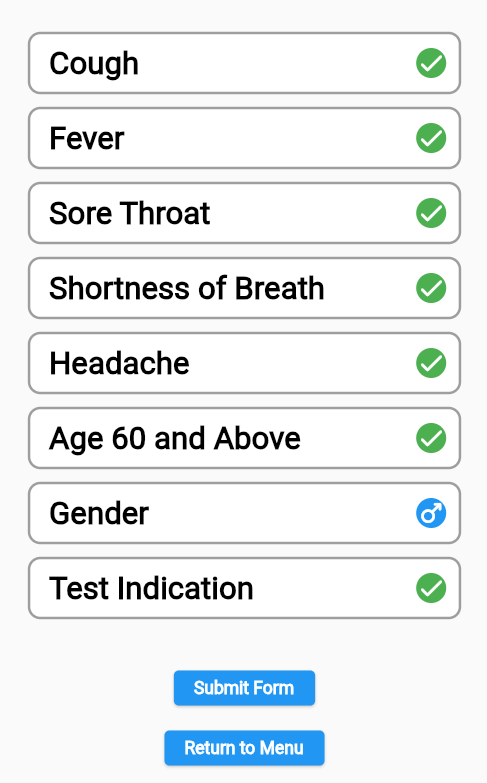 Cough
Fever
Sore Throat
Shortness of Breath
Headache
Age 60 and Above
Gender
Test Indication
Submit Form
Return to Menu